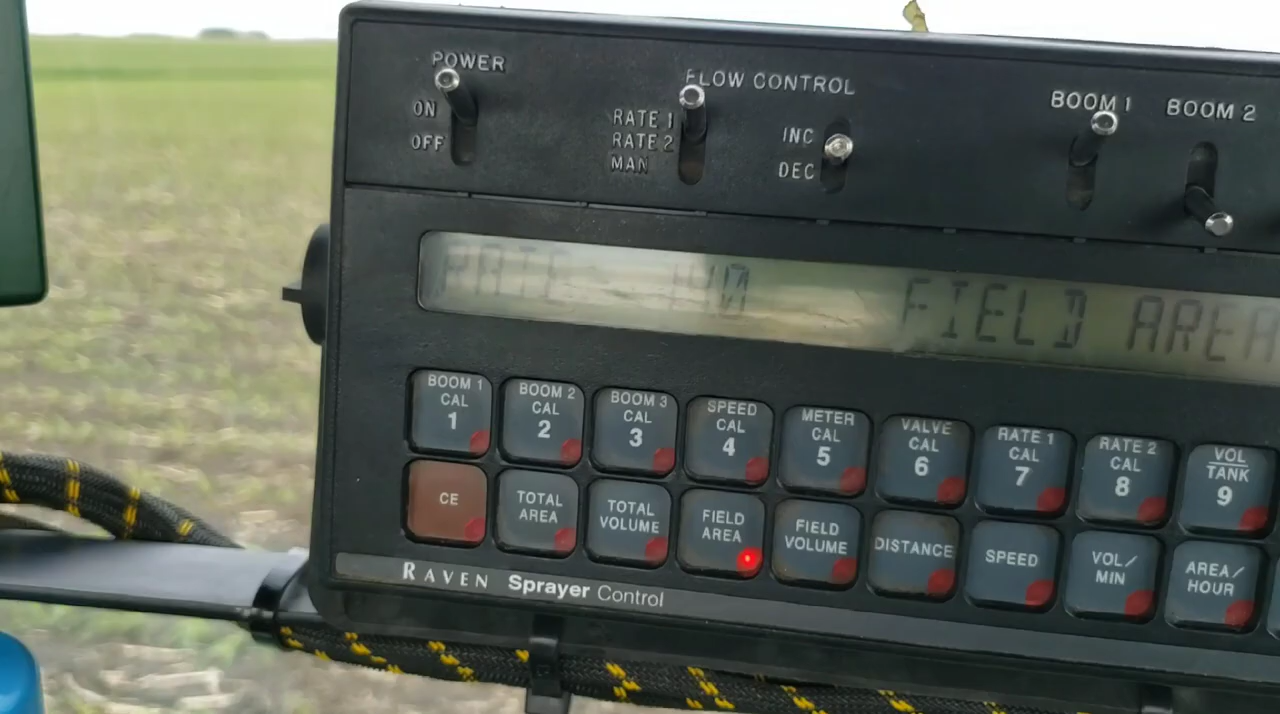 POWER
ON
OFF
FLOW CONTROL
RATE 1
RATE 2
MAN
INC
DEC
BOOM 1
BOOM 2
RATE 140 FIELD AREA
BOOM 1 CAL 1
BOOM 2 CAL 2
BOOM 3 CAL 3
SPEED CAL 4
METER CAL 5
VALVE CAL 6
RATE 1 CAL 7
RATE 2 CAL 8
VOL TANK 9
CE
TOTAL AREA
TOTAL VOLUME
FIELD AREA
FIELD VOLUME
DISTANCE
SPEED
VOL/ MIN
AREA/ HOUR
RAVEN Sprayer Control